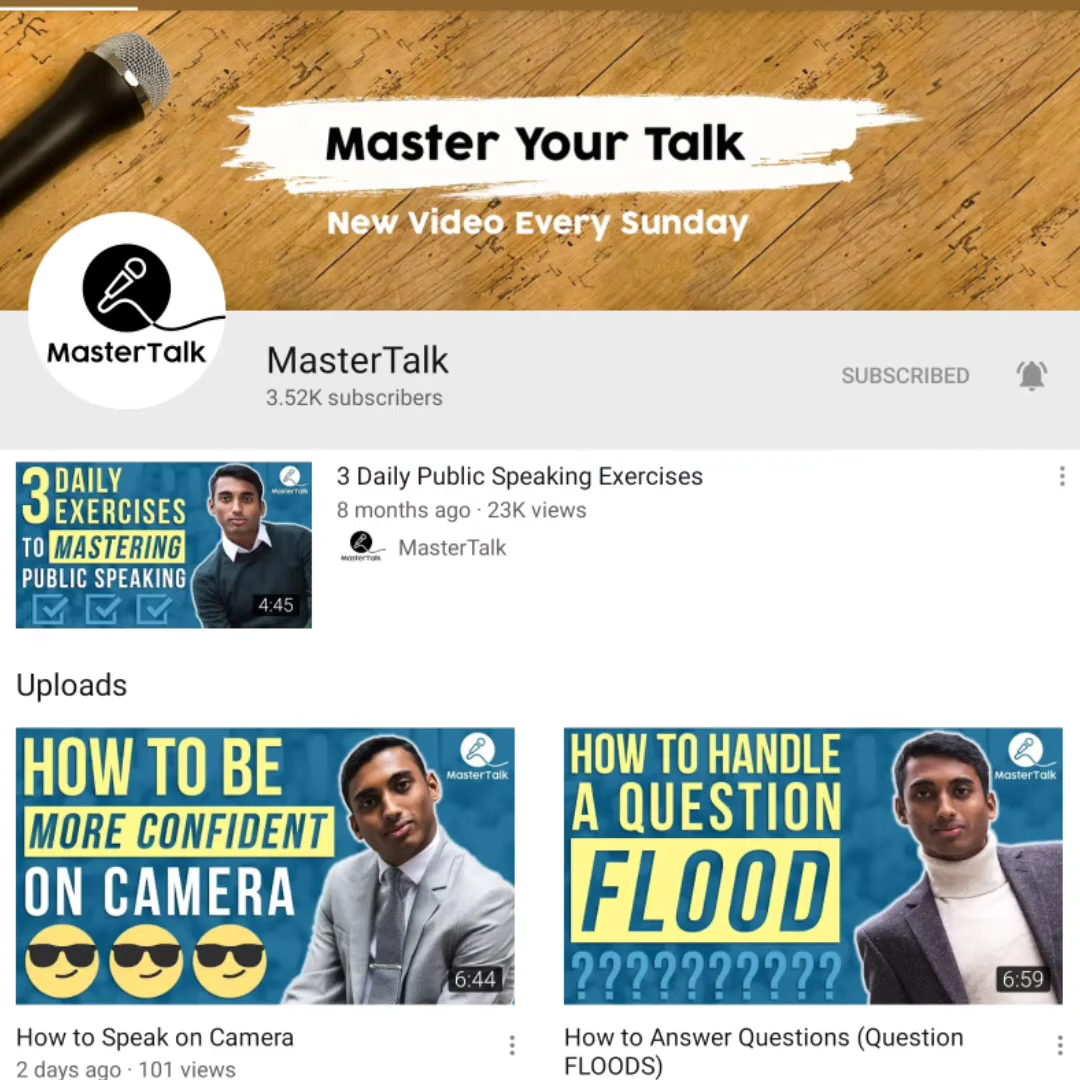 Master Your Talk
New Video Every Sunday
MasterTalk
MasterTalk
3.52K subscribers
SUBSCRIBED
3 DAILY
EXERCISES
TO MASTERING
PUBLIC SPEAKING
MasterTalk
4:45
3 Daily Public Speaking Exercises
8 months ago · 23K views
MasterTalk
MasterTalk
Uploads
HOW TO BE
MORE CONFIDENT
ON CAMERA
MasterTalk
6:44
HOW TO HANDLE
A QUESTION
FLOOD
??????????
MasterTalk
6:59
How to Speak on Camera
2 days ago · 101 views
How to Answer Questions (Question
FLOODS)